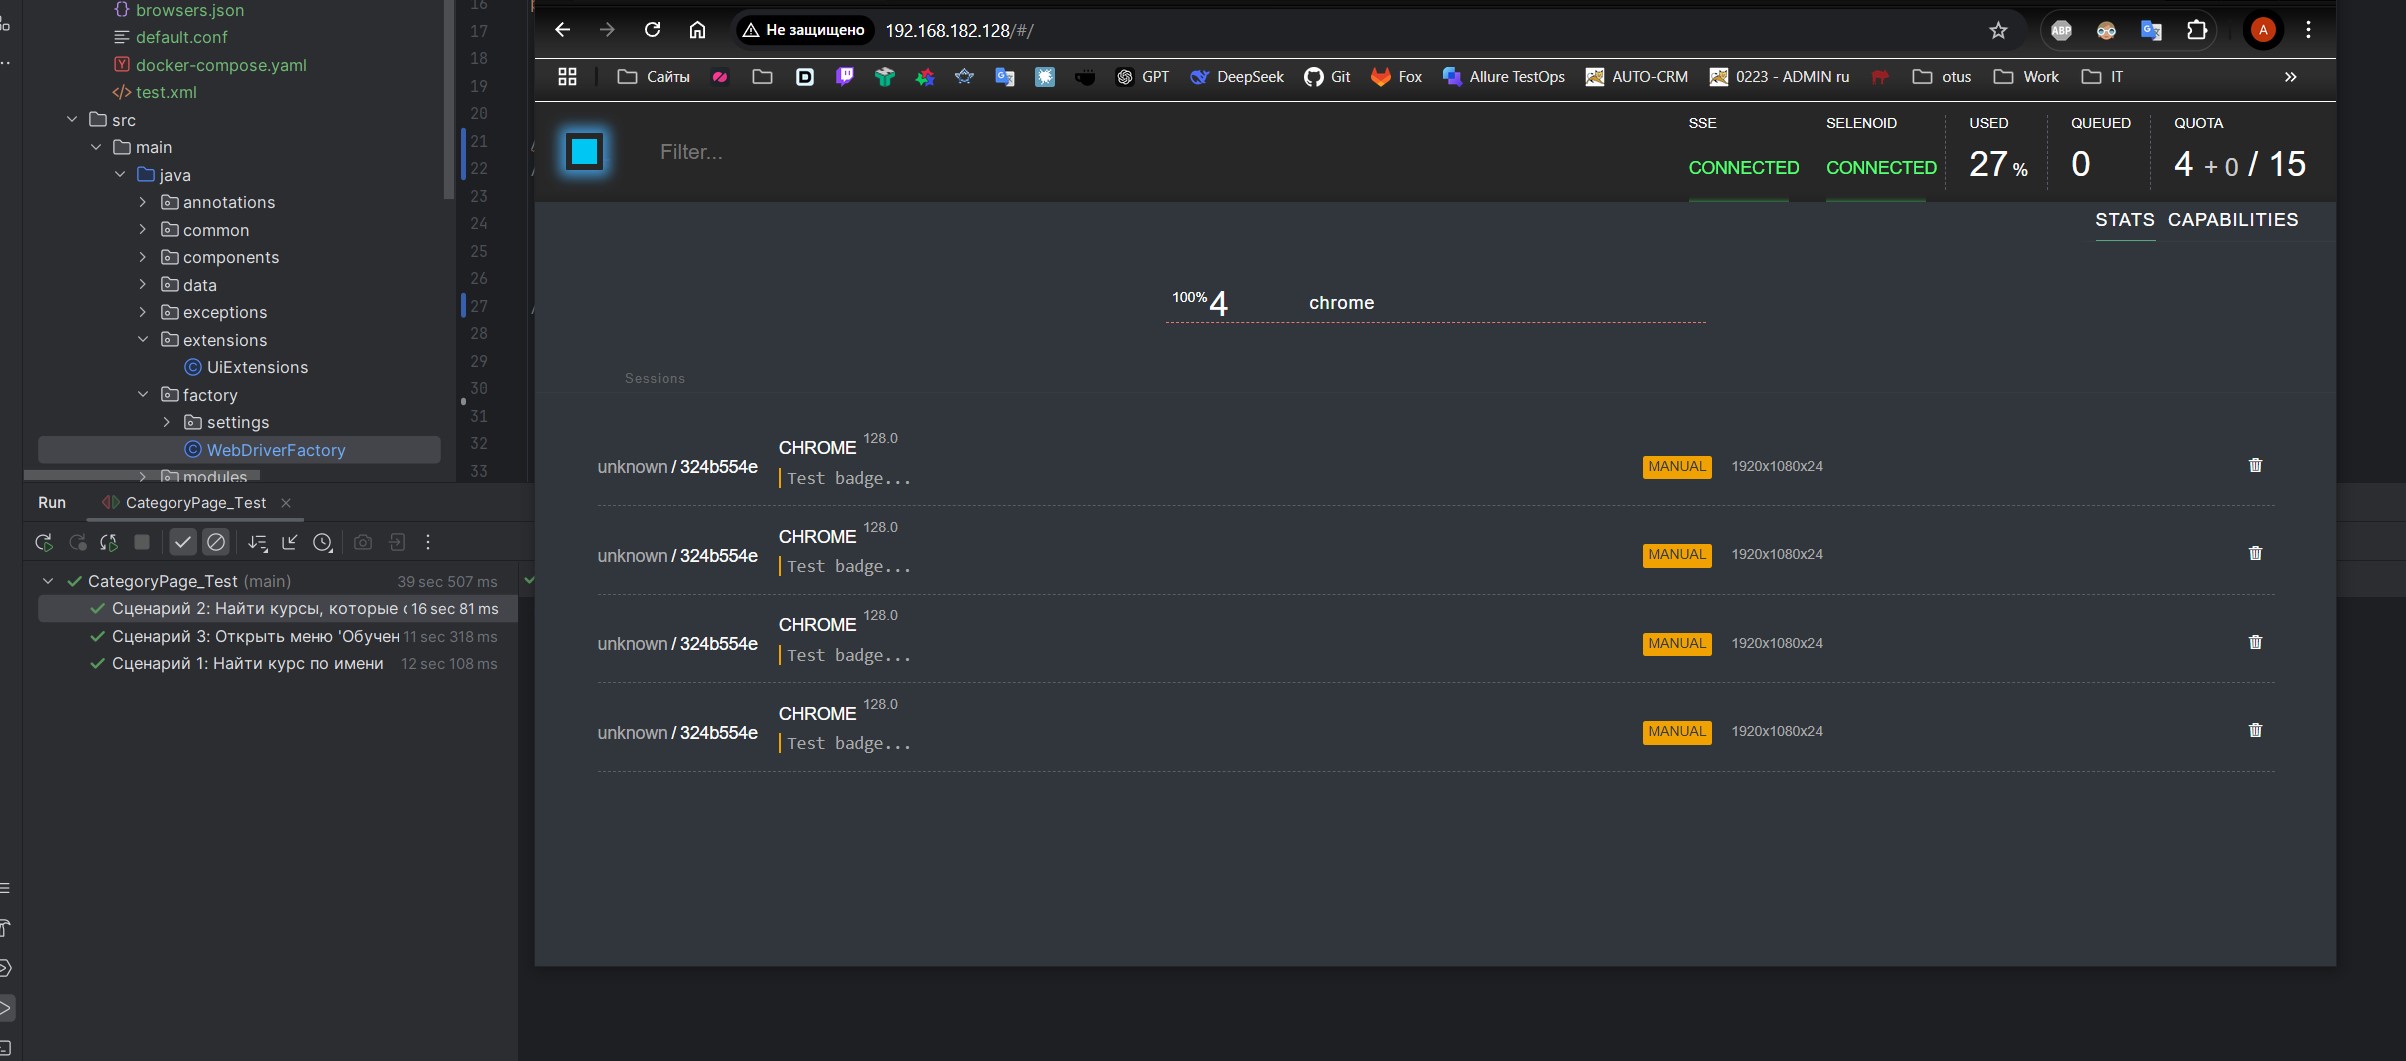 browsers.json
default.conf
docker-compose.yaml
test.xml
src
main
java
annotations
common
components
data
exceptions
extensions
UiExtensions
factory
settings
WebDriverFactory
modules
16
17
18
19
20
21
22
23
24
25
26
27
28
29
30
31
32
33
Run CategoryPage_Test
CategoryPage_Test (main) 39 sec 507 ms
Сценарий 2: Найти курсы, которые 16 sec 81 ms
Сценарий 3: Открыть меню 'Обучен 11 sec 318 ms
Сценарий 1: Найти курс по имени 12 sec 108 ms
Не защищено 192.168.182.128/#/
ABP A
Сайты GPT DeepSeek Git Fox Allure TestOps AUTO-CRM 0223 - ADMIN ru otus Work IT
Filter...
SSE SELENOID USED QUEUED QUOTA
CONNECTED CONNECTED 27 % 0 4 + 0 / 15
STATS CAPABILITIES
100% 4 chrome
Sessions
unknown / 324b554e CHROME 128.0 MANUAL 1920x1080x24
Test badge...
unknown / 324b554e CHROME 128.0 MANUAL 1920x1080x24
Test badge...
unknown / 324b554e CHROME 128.0 MANUAL 1920x1080x24
Test badge...
unknown / 324b554e CHROME 128.0 MANUAL 1920x1080x24
Test badge...